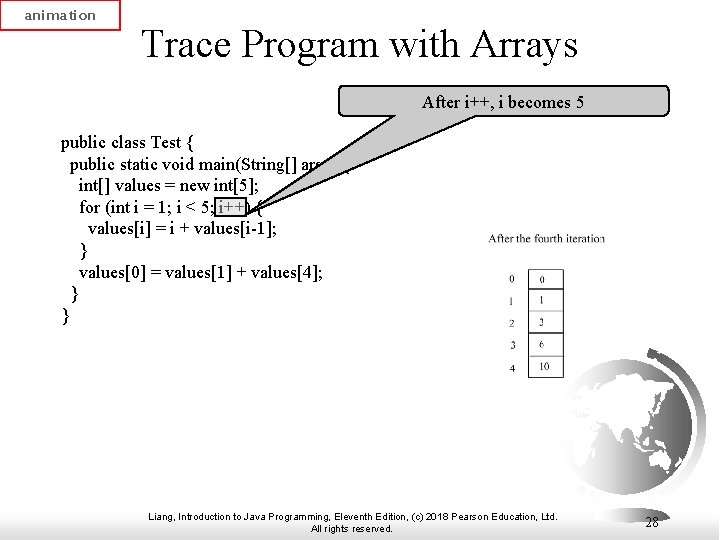 animation
Trace Program with Arrays
After i++, i becomes 5
public class Test {
public static void main(String[]
int[] values = new int[5];
for (int i = 1; i < 5; i++) {
values[i] = i + values[i-1];
}
values[0] = values[1] + values[4];
}
}
After the fourth iteration
0 0
1 1
2 3
3 6
4 10
Liang, Introduction to Java Programming, Eleventh Edition, (c) 2018 Pearson Education, Ltd.
All rights reserved.
28